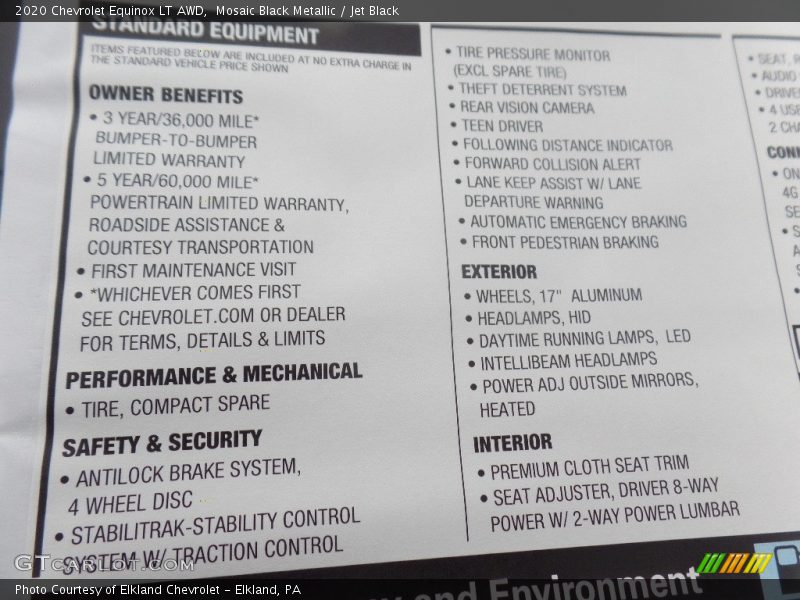 2020 Chevrolet Equinox LT AWD, Mosaic Black Metallic / Jet Black
STANDARD EQUIPMENT
ITEMS FEATURED BELOW ARE INCLUDED AT NO EXTRA CHARGE IN
THE STANDARD VEHICLE PRICE SHOWN
OWNER BENEFITS
• 3 YEAR/36,000 MILE*
BUMPER-TO-BUMPER
LIMITED WARRANTY
• 5 YEAR/60,000 MILE*
POWERTRAIN LIMITED WARRANTY,
ROADSIDE ASSISTANCE &
COURTESY TRANSPORTATION
• FIRST MAINTENANCE VISIT
• *WHICHEVER COMES FIRST
SEE CHEVROLET.COM OR DEALER
FOR TERMS, DETAILS & LIMITS
PERFORMANCE & MECHANICAL
• TIRE, COMPACT SPARE
SAFETY & SECURITY
• ANTILOCK BRAKE SYSTEM,
4 WHEEL DISC
• STABILITRAK-STABILITY CONTROL
SYSTEM W/ TRACTION CONTROL
• TIRE PRESSURE MONITOR
(EXCL SPARE TIRE)
• THEFT DETERRENT SYSTEM
• REAR VISION CAMERA
• TEEN DRIVER
• FOLLOWING DISTANCE INDICATOR
• FORWARD COLLISION ALERT
• LANE KEEP ASSIST W/ LANE
DEPARTURE WARNING
• AUTOMATIC EMERGENCY BRAKING
• FRONT PEDESTRIAN BRAKING
EXTERIOR
• WHEELS, 17" ALUMINUM
• HEADLAMPS, HID
• DAYTIME RUNNING LAMPS, LED
• INTELLIBEAM HEADLAMPS
• POWER ADJ OUTSIDE MIRRORS,
HEATED
INTERIOR
• PREMIUM CLOTH SEAT TRIM
• SEAT ADJUSTER, DRIVER 8-WAY
POWER W/ 2-WAY POWER LUMBAR
• SEAT,
• AUDIO
•
• 4
2
4G
and Environment
GTCarLot.com
Photo Courtesy of Elkland Chevrolet - Elkland, PA